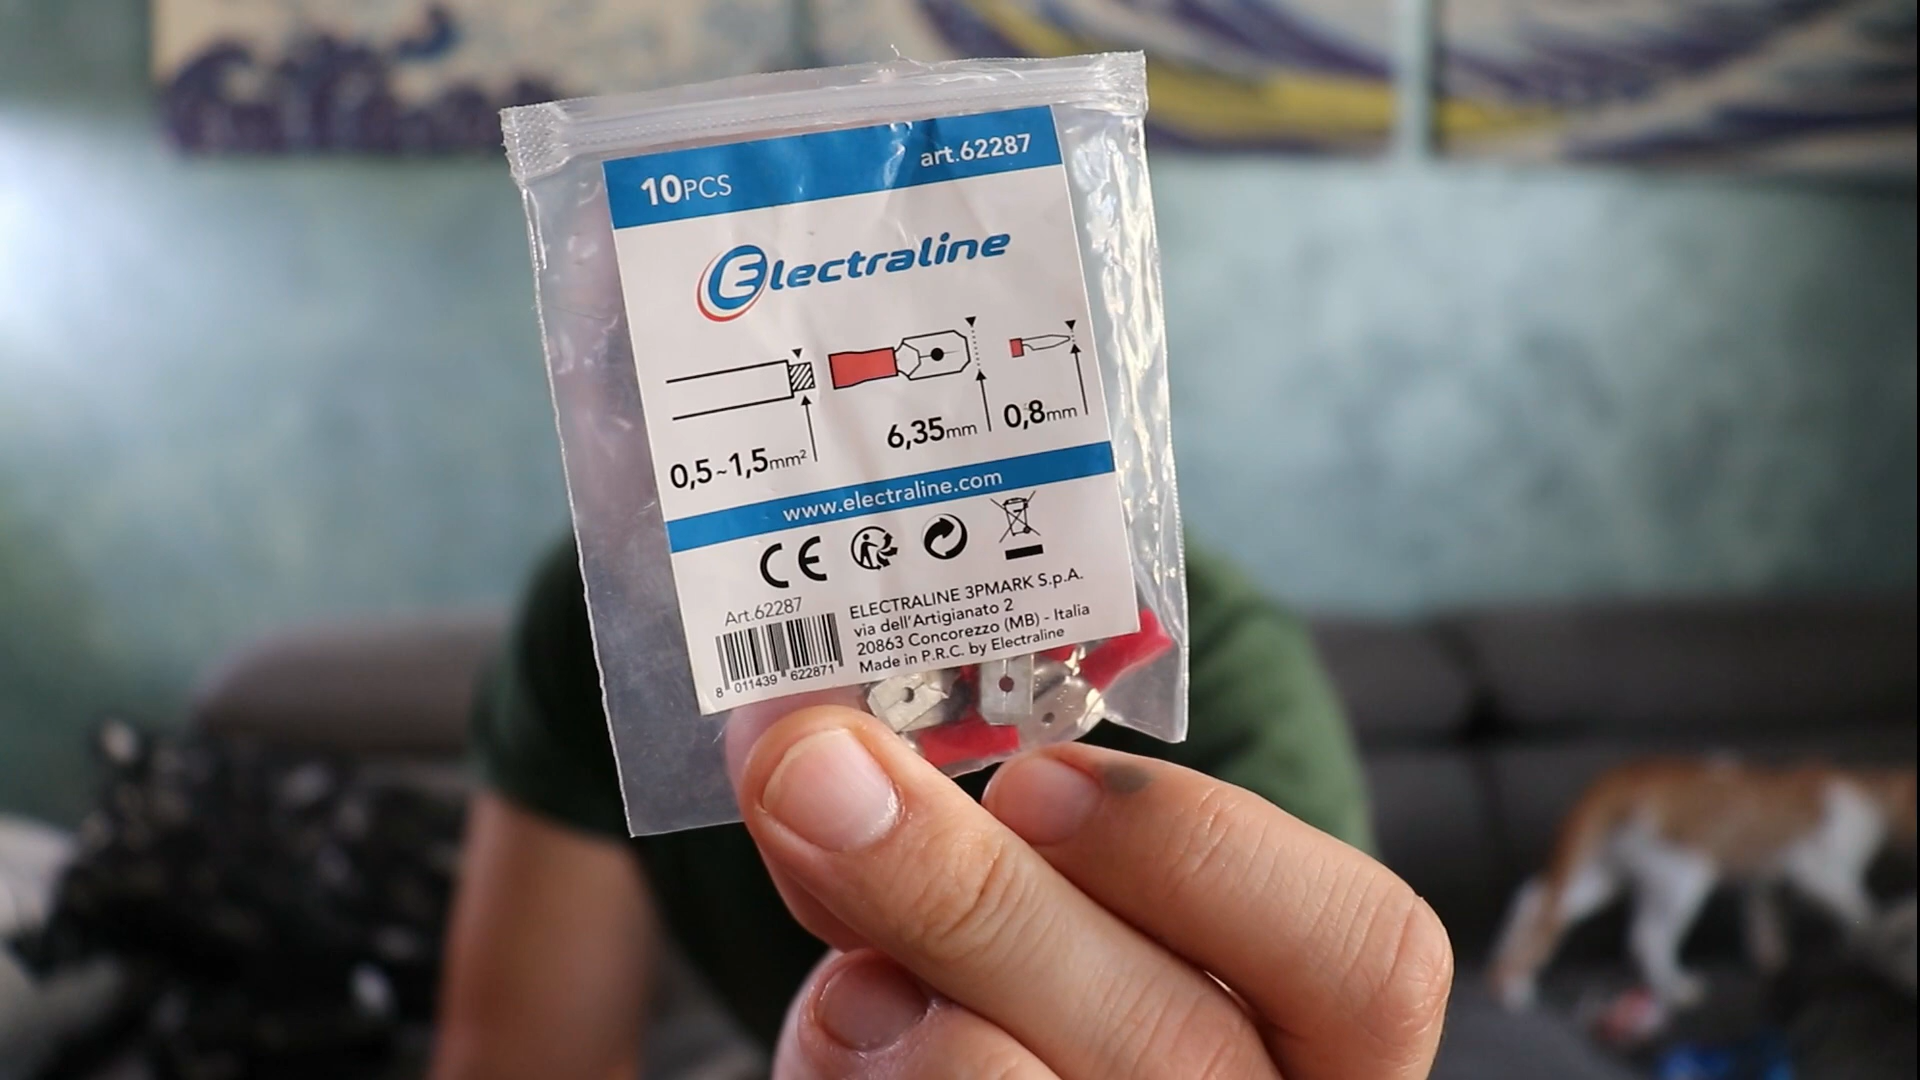 10PCS
art.62287
Electraline
0,5~1,5mm²
6,35mm
0,8mm
www.electraline.com
CE
Art.62287
8 011439 622871
ELECTRALINE 3PMARK S.p.A.
via dell'Artigianato 2
20863 Concorezzo (MB) - Italia
Made in P.R.C. by Electraline